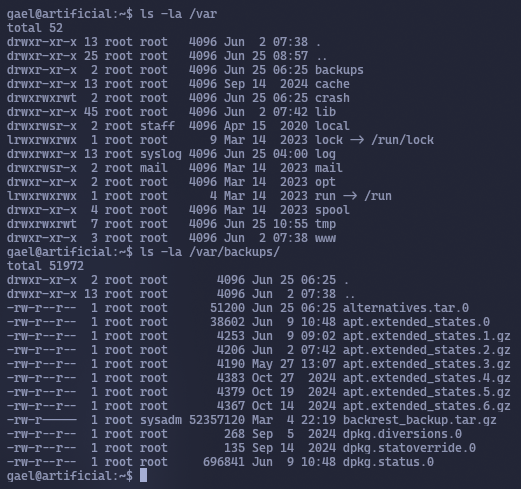 gael@artificial:~$ ls -la /var
total 52
drwxr-xr-x 13 root root   4096 Jun  2 07:38 .
drwxr-xr-x 25 root root   4096 Jun 25 08:57 ..
drwxr-xr-x  2 root root   4096 Jun 25 06:25 backups
drwxr-xr-x 13 root root   4096 Sep 14  2024 cache
drwxrwxrwt  2 root root   4096 Jun 25 06:25 crash
drwxr-xr-x 45 root root   4096 Jun  2 07:42 lib
drwxrwsr-x  2 root staff  4096 Apr 15  2020 local
lrwxrwxrwx  1 root root      9 Mar 14  2023 lock -> /run/lock
drwxrwxr-x 13 root syslog 4096 Jun 25 04:00 log
drwxrwsr-x  2 root mail   4096 Mar 14  2023 mail
drwxr-xr-x  2 root root   4096 Mar 14  2023 opt
lrwxrwxrwx  1 root root      4 Mar 14  2023 run -> /run
drwxr-xr-x  4 root root   4096 Mar 14  2023 spool
drwxrwxrwt  7 root root   4096 Jun 25 10:55 tmp
drwxr-xr-x  3 root root   4096 Jun  2 07:38 www
gael@artificial:~$ ls -la /var/backups/
total 51972
drwxr-xr-x  2 root root       4096 Jun 25 06:25 .
drwxr-xr-x 13 root root       4096 Jun  2 07:38 ..
-rw-r--r--  1 root root      51200 Jun 25 06:25 alternatives.tar.0
-rw-r--r--  1 root root      38602 Jun  9 10:48 apt.extended_states.0
-rw-r--r--  1 root root       4253 Jun  9 09:02 apt.extended_states.1.gz
-rw-r--r--  1 root root       4206 Jun  2 07:42 apt.extended_states.2.gz
-rw-r--r--  1 root root       4190 May 27 13:07 apt.extended_states.3.gz
-rw-r--r--  1 root root       4383 Oct 27  2024 apt.extended_states.4.gz
-rw-r--r--  1 root root       4379 Oct 19  2024 apt.extended_states.5.gz
-rw-r--r--  1 root root       4367 Oct 14  2024 apt.extended_states.6.gz
-rw-r-----  1 root sysadm 52357120 Mar  4 22:19 backrest_backup.tar.gz
-rw-r--r--  1 root root        268 Sep  5  2024 dpkg.diversions.0
-rw-r--r--  1 root root        135 Sep 14  2024 dpkg.statoverride.0
-rw-r--r--  1 root root     696841 Jun  9 10:48 dpkg.status.0
gael@artificial:~$